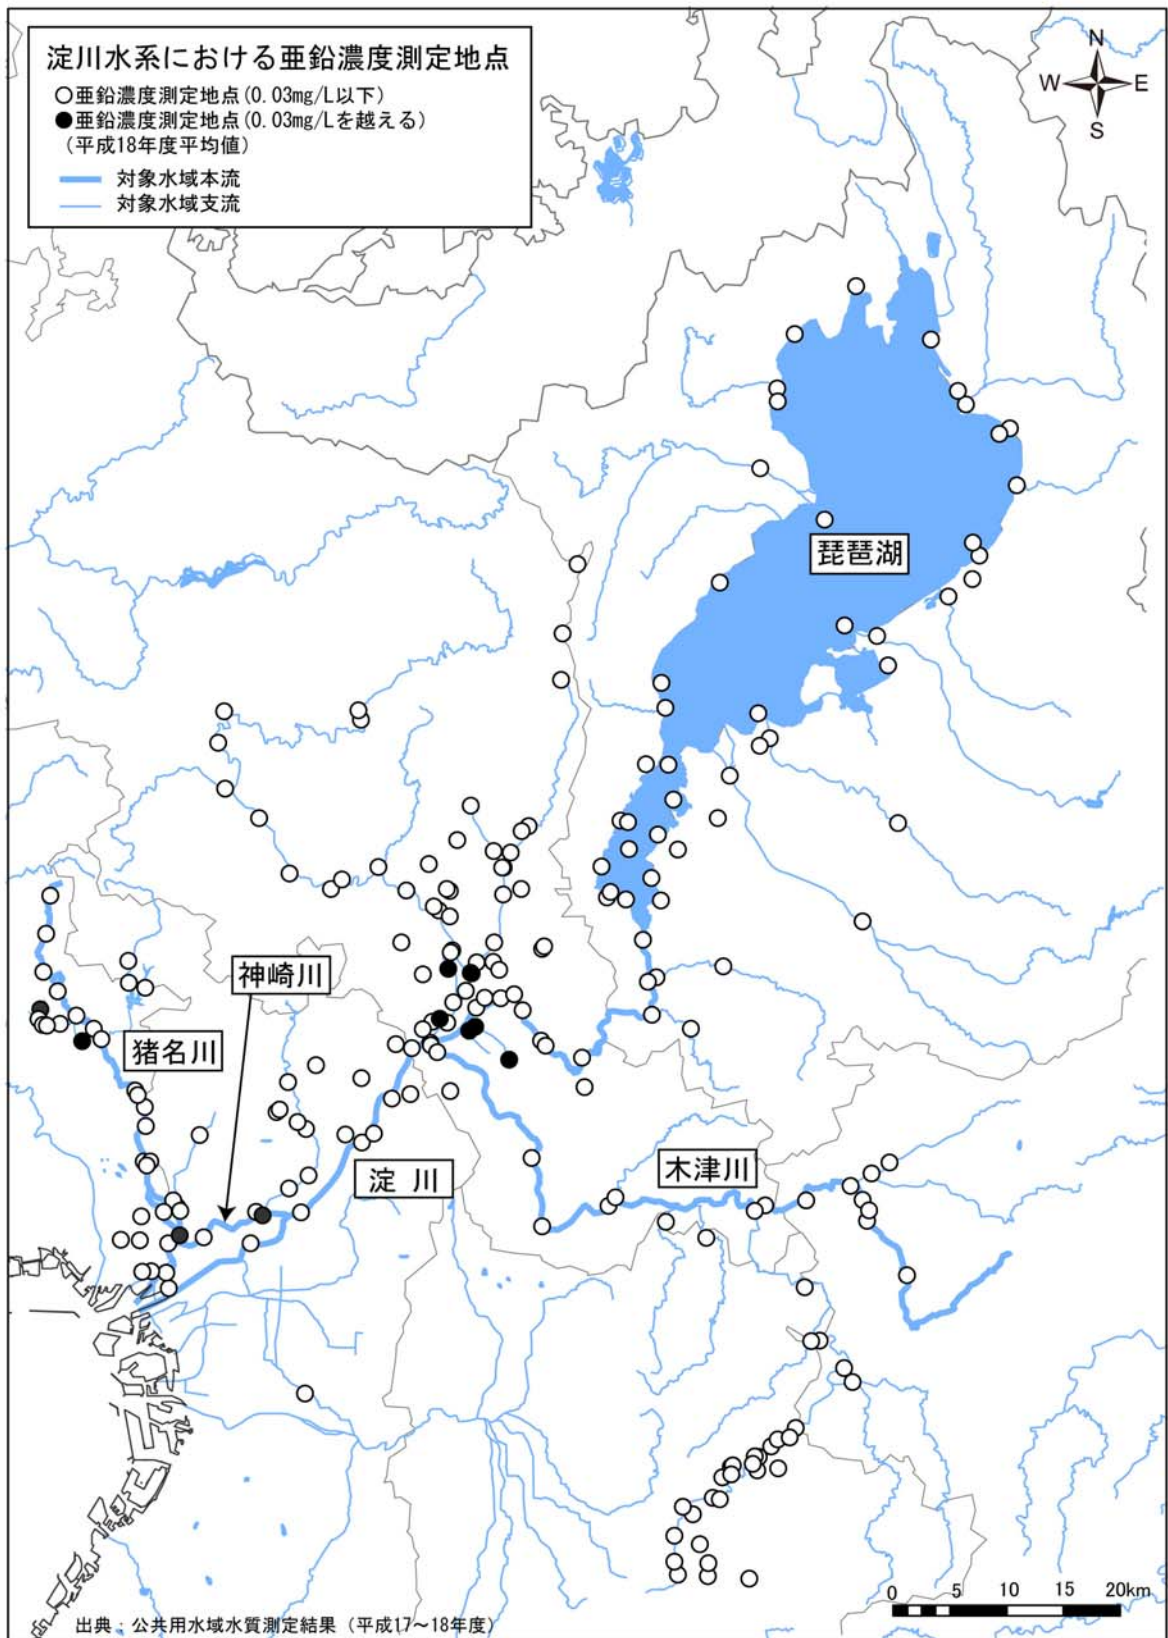 淀川水系における亜鉛濃度測定地点
○亜鉛濃度測定地点(0.03mg/L以下)
●亜鉛濃度測定地点(0.03mg/Lを越える)
(平成18年度平均値)
対象水域本流
対象水域支流
N
W E
S
琵琶湖
神崎川
猪名川
淀 川
木津川
0 5 10 15 20km
出典：公共用水域水質測定結果（平成17～18年度）